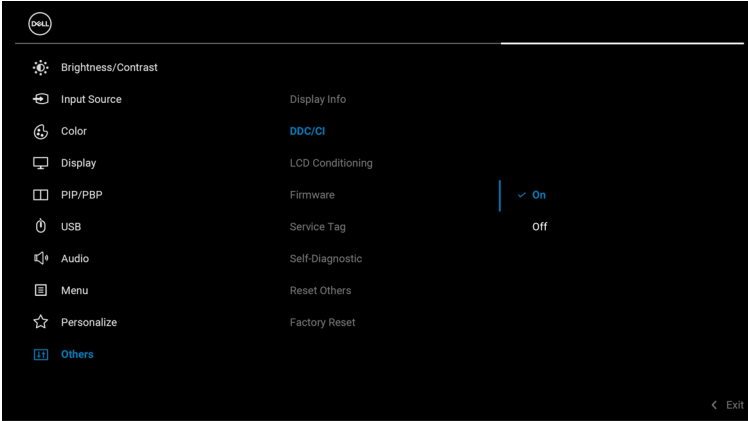 DELL
Brightness/Contrast
Input Source
Display Info
Color
DDC/CI
Display
LCD Conditioning
PIP/PBP
Firmware
On
USB
Service Tag
Off
Audio
Self-Diagnostic
Menu
Reset Others
Personalize
Factory Reset
Others
Exit